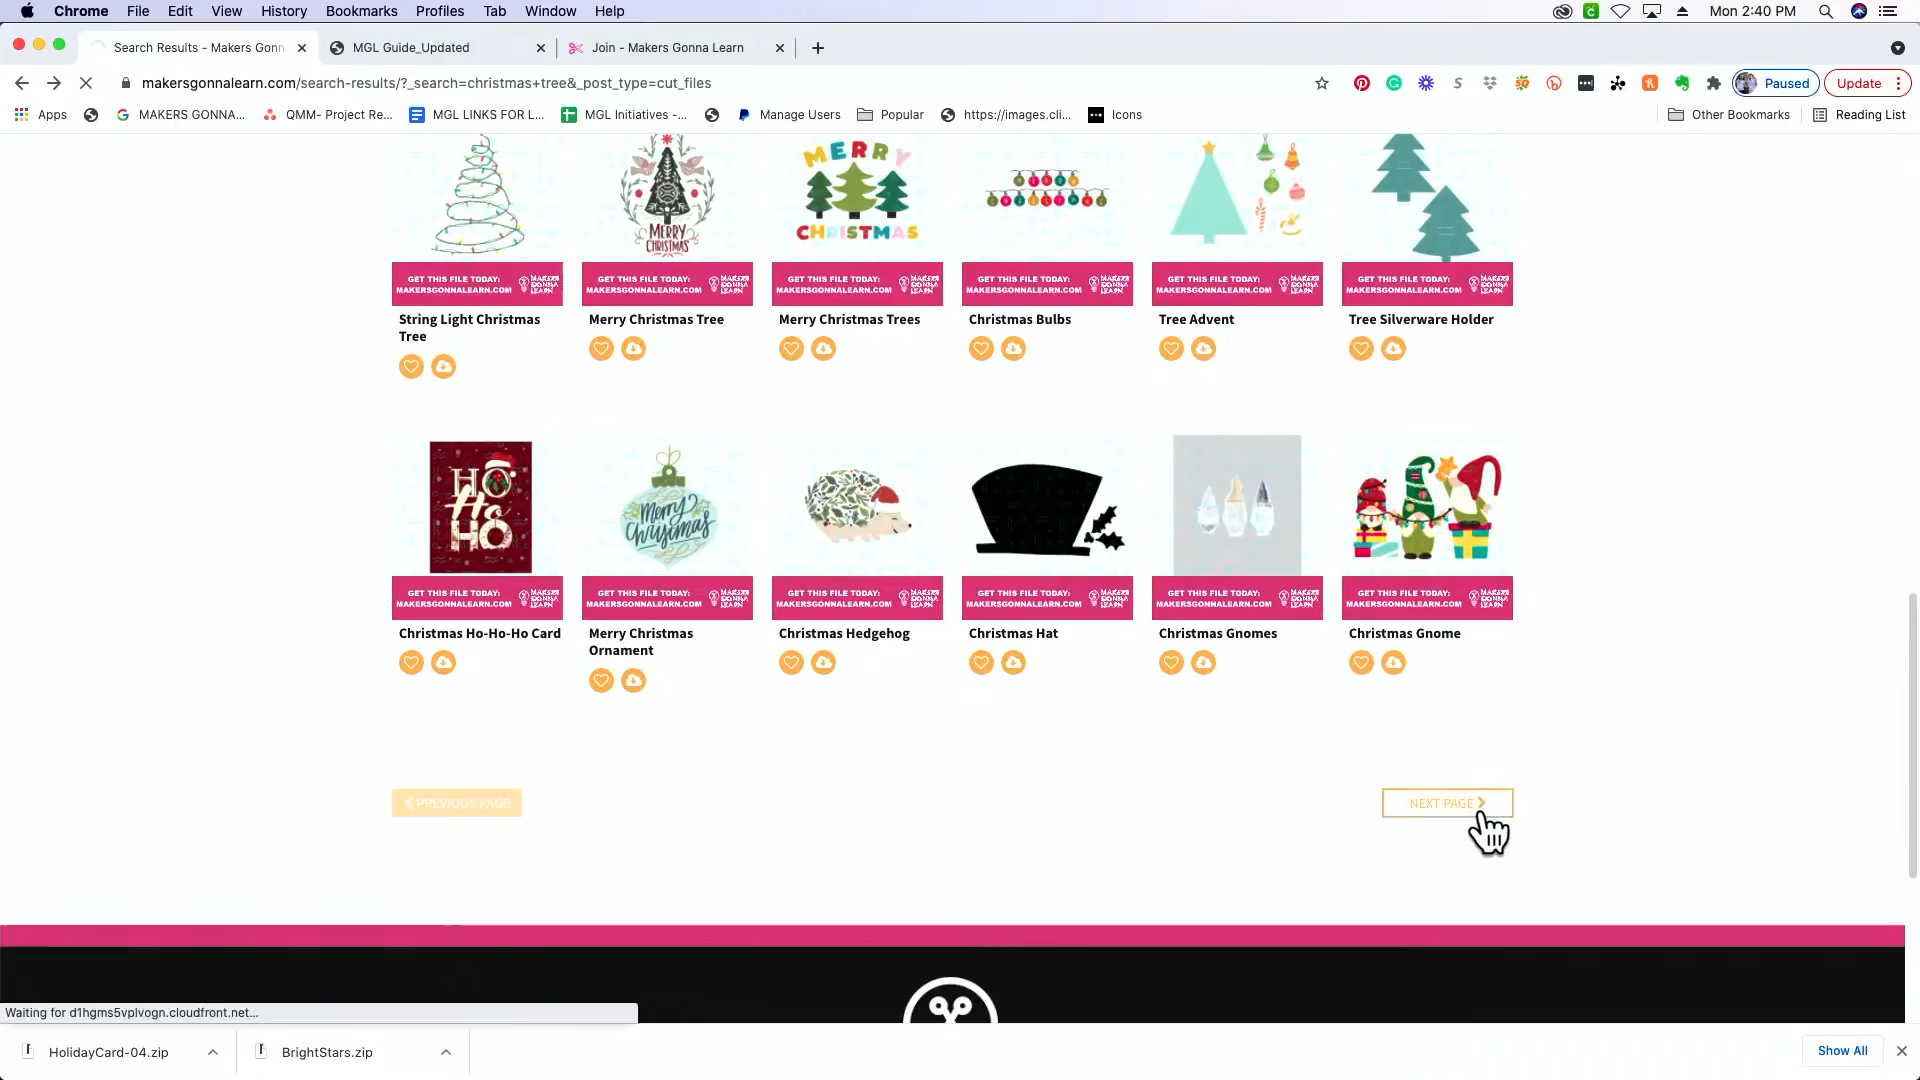 Chrome File Edit View History Bookmarks Profiles Tab Window Help Mon 2:40 PM
Search Results - Makers Gonn MGL Guide_Updated Join - Makers Gonna Learn
makersgonnalearn.com/search-results/?_search=christmas+tree&_post_type=cut_files Paused Update
Apps MAKERS GONNA... QMM- Project Re... MGL LINKS FOR L... MGL Initiatives -... Manage Users Popular https://images.cli... Icons Other Bookmarks Reading List
MERRY
CHRISTMAS
MERRY
CHRISTMAS
GET THIS FILE TODAY:
MAKERSGONNALEARN.COM
MAKERS
GONNA
LEARN
GET THIS FILE TODAY:
MAKERSGONNALEARN.COM
MAKERS
GONNA
LEARN
GET THIS FILE TODAY:
MAKERSGONNALEARN.COM
MAKERS
GONNA
LEARN
GET THIS FILE TODAY:
MAKERSGONNALEARN.COM
MAKERS
GONNA
LEARN
GET THIS FILE TODAY:
MAKERSGONNALEARN.COM
MAKERS
GONNA
LEARN
GET THIS FILE TODAY:
MAKERSGONNALEARN.COM
MAKERS
GONNA
LEARN
String Light Christmas
Tree
Merry Christmas Tree
Merry Christmas Trees
Christmas Bulbs
Tree Advent
Tree Silverware Holder
HO
Ho
HO
Merry
Christmas
GET THIS FILE TODAY:
MAKERSGONNALEARN.COM
MAKERS
GONNA
LEARN
GET THIS FILE TODAY:
MAKERSGONNALEARN.COM
MAKERS
GONNA
LEARN
GET THIS FILE TODAY:
MAKERSGONNALEARN.COM
MAKERS
GONNA
LEARN
GET THIS FILE TODAY:
MAKERSGONNALEARN.COM
MAKERS
GONNA
LEARN
GET THIS FILE TODAY:
MAKERSGONNALEARN.COM
MAKERS
GONNA
LEARN
GET THIS FILE TODAY:
MAKERSGONNALEARN.COM
MAKERS
GONNA
LEARN
Christmas Ho-Ho-Ho Card
Merry Christmas
Ornament
Christmas Hedgehog
Christmas Hat
Christmas Gnomes
Christmas Gnome
PREVIOUS PAGE
NEXT PAGE
Waiting for d1hgms5vplvogn.cloudfront.net...
HolidayCard-04.zip BrightStars.zip Show All